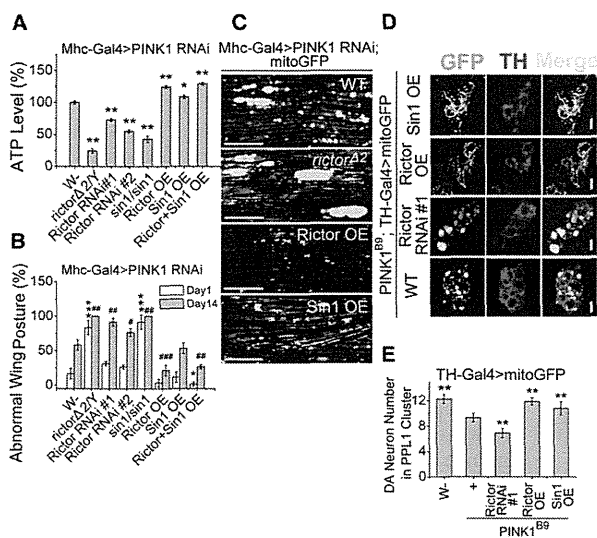 A
Mhc-Gal4>PINK1 RNAi
ATP Level (%)
150
100
50
0
**
**
**
**
**
**
*
**
W-
rictorΔ2/Y
Rictor RNAi#1
Rictor RNAi #2
sin1/sin1
Rictor OE
Sin1 OE
Rictor+Sin1 OE
B
Mhc-Gal4>PINK1 RNAi
Abnormal Wing Posture (%)
100
50
0
Day1
Day14
**
##
##
#
***
##
###
*
##
W-
rictorΔ2/Y
Rictor RNAi #1
Rictor RNAi #2
sin1/sin1
Rictor OE
Sin1 OE
Rictor+Sin1 OE
C
Mhc-Gal4>PINK1 RNAi;
mitoGFP
WT
rictorΔ2
Rictor OE
Sin1 OE
D
GFP TH Merge
PINK1B9; TH-Gal4>mitoGFP
Sin1 OE
Rictor OE
Rictor RNAi #1
WT
E
TH-Gal4>mitoGFP
DA Neuron Number
in PPL1 Cluster
12
8
4
0
**
**
**
**
W-
+
Rictor RNAi #1
Rictor OE
Sin1 OE
PINK1B9